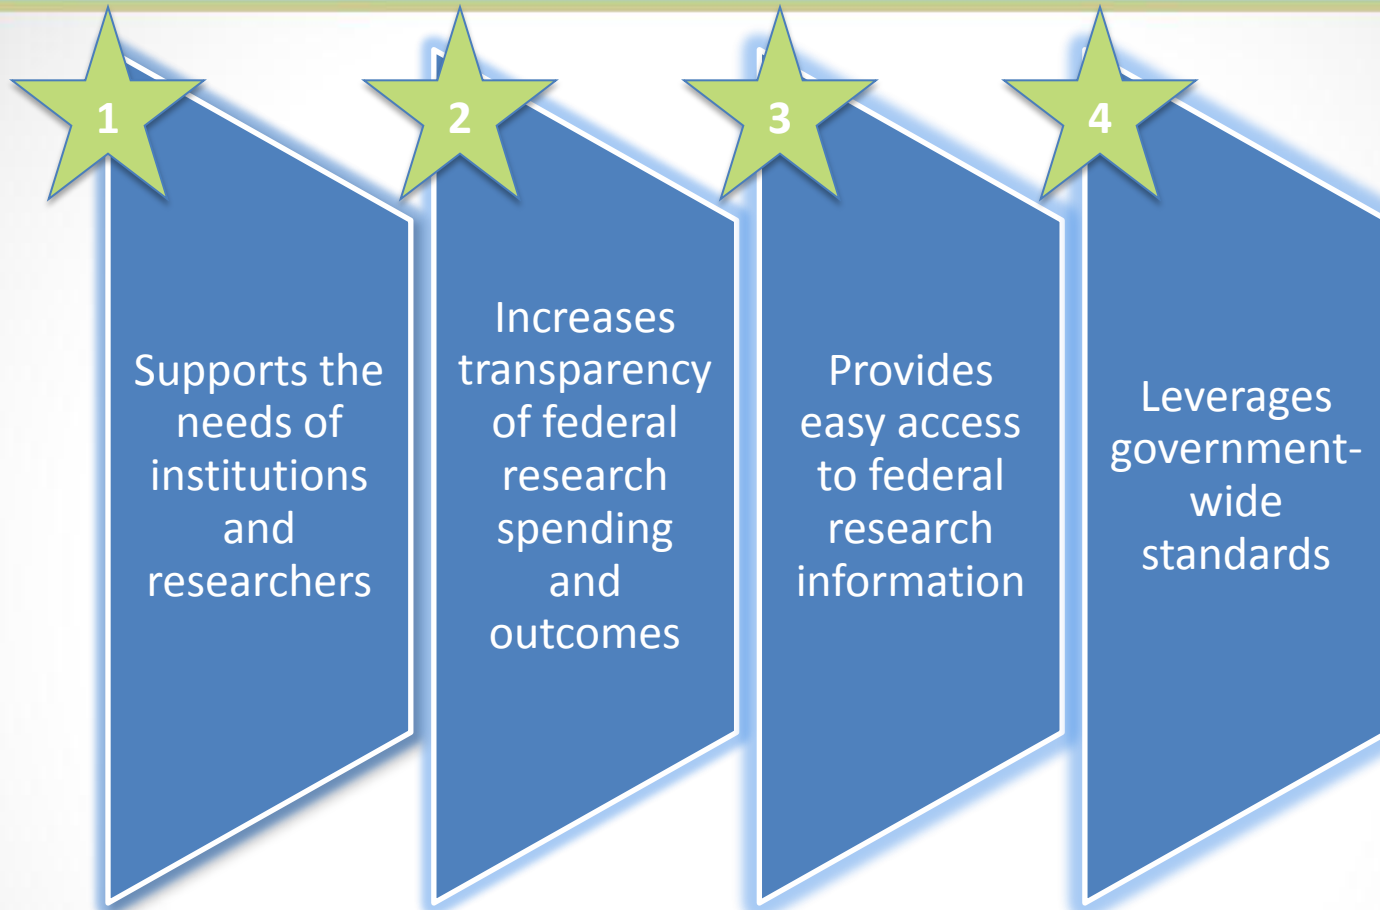 1
Supports the
needs of
institutions
and
researchers
2
Increases
transparency
of federal
research
spending
and
outcomes
3
Provides
easy access
to federal
research
information
4
Leverages
government-
wide
standards